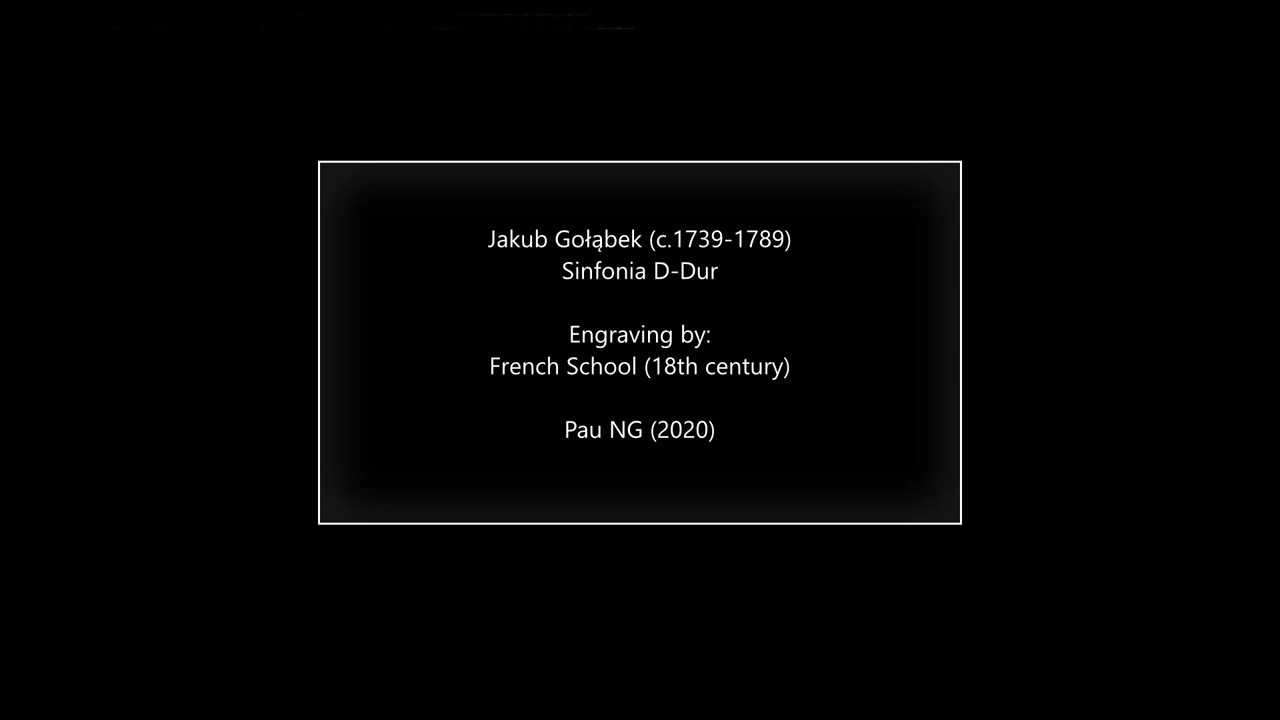 Jakub Gołąbek (c.1739-1789)
Sinfonia D-Dur
Engraving by:
French School (18th century)
Pau NG (2020)